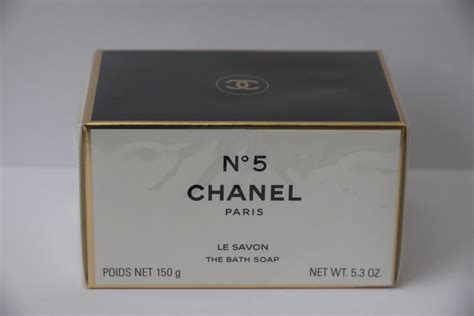 N°5
CHANEL
PARIS
LE SAVON
THE BATH SOAP
POIDS NET 150 g NET WT. 5.3 OZ.